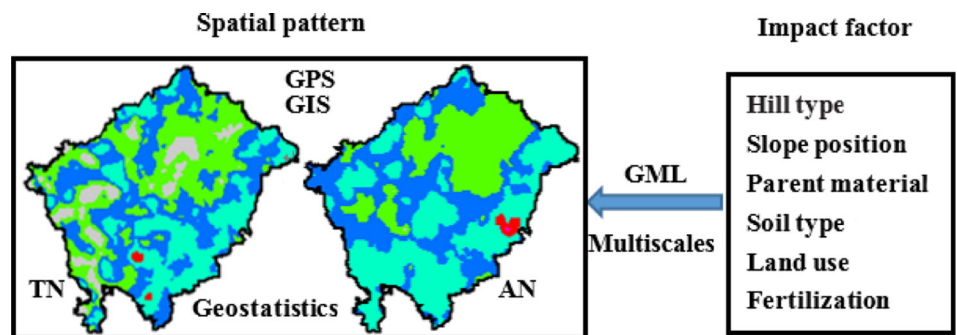 Spatial pattern
Impact factor
GPS
GIS
TN
Geostatistics
AN
GML
Multiscales
Hill type
Slope position
Parent material
Soil type
Land use
Fertilization